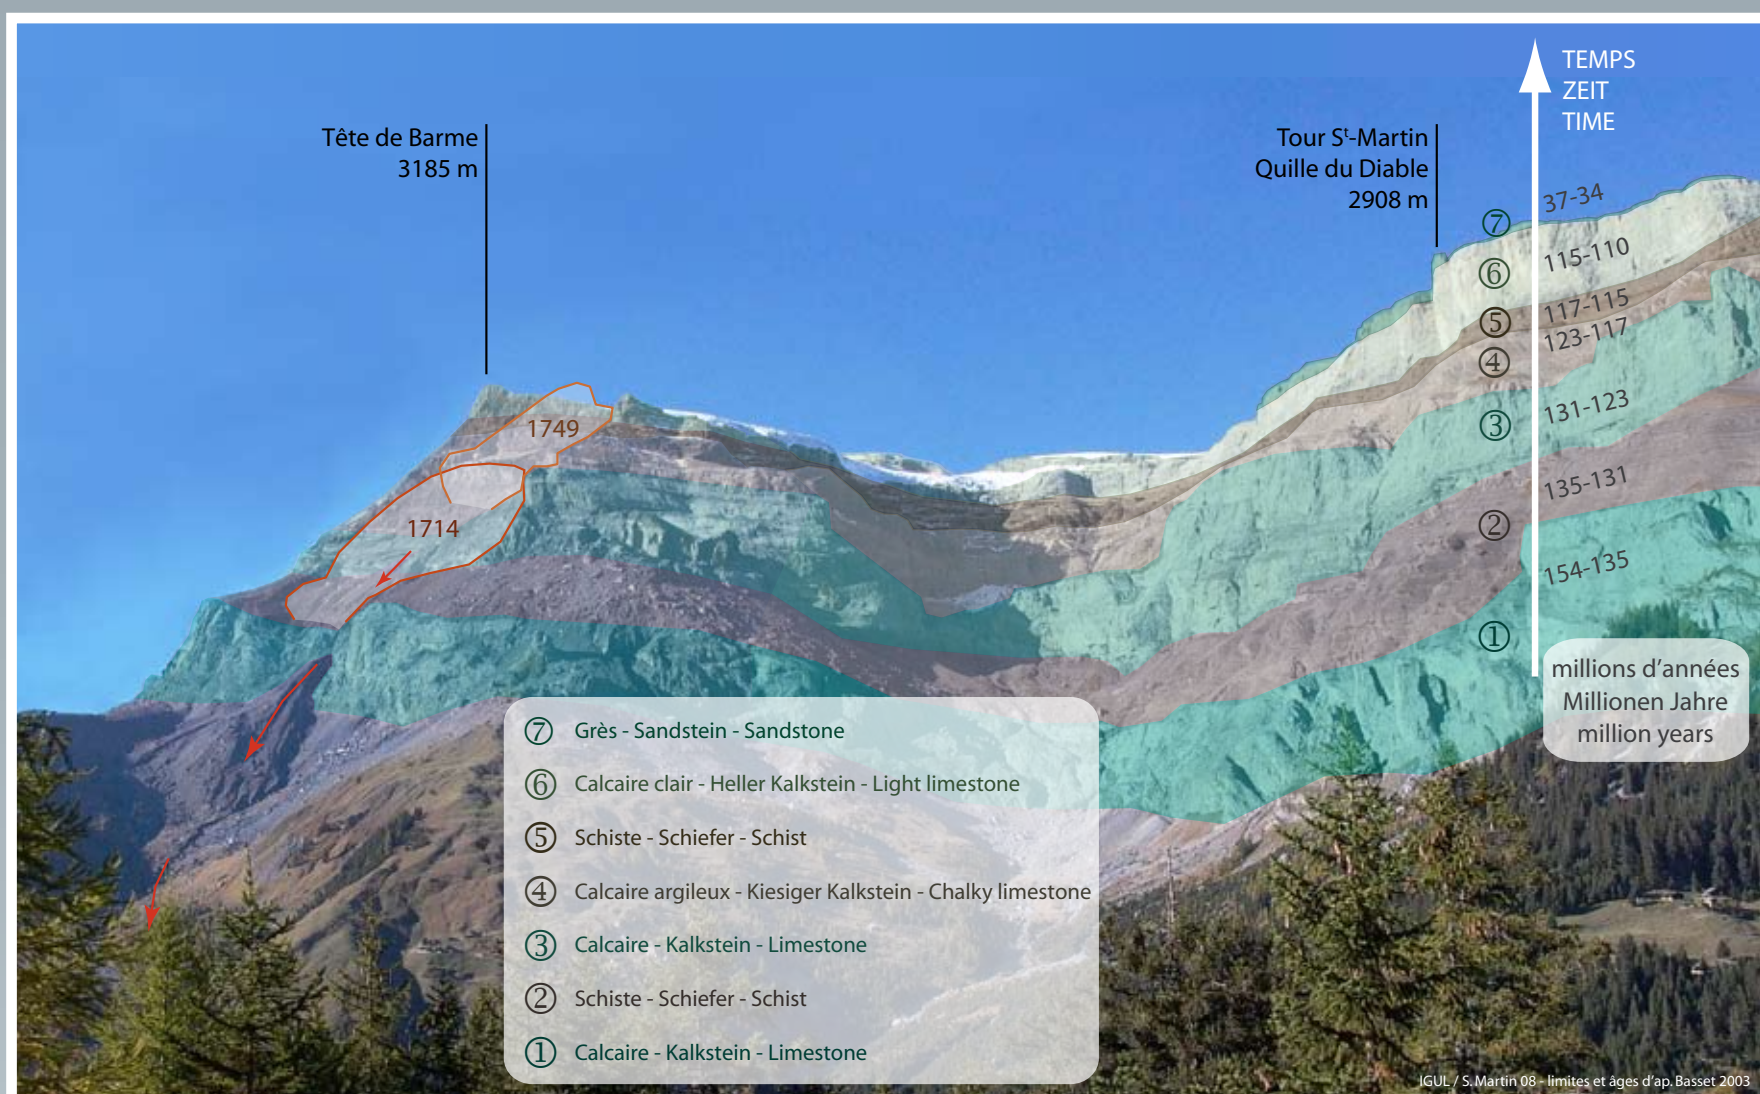 TEMPS
ZEIT
TIME
Tête de Barme
3185 m
Tour Sᵗ-Martin
Quille du Diable
2908 m
37-34
⑦
115-110
⑥
117-115
⑤
123-117
④
131-123
③
1749
135-131
②
1714
154-135
①
millions d’années
Millionen Jahre
million years
⑦ Grès - Sandstein - Sandstone
⑥ Calcaire clair - Heller Kalkstein - Light limestone
⑤ Schiste - Schiefer - Schist
④ Calcaire argileux - Kiesiger Kalkstein - Chalky limestone
③ Calcaire - Kalkstein - Limestone
② Schiste - Schiefer - Schist
① Calcaire - Kalkstein - Limestone
IGUL / S. Martin 08 - limites et âges d’ap. Basset 2003